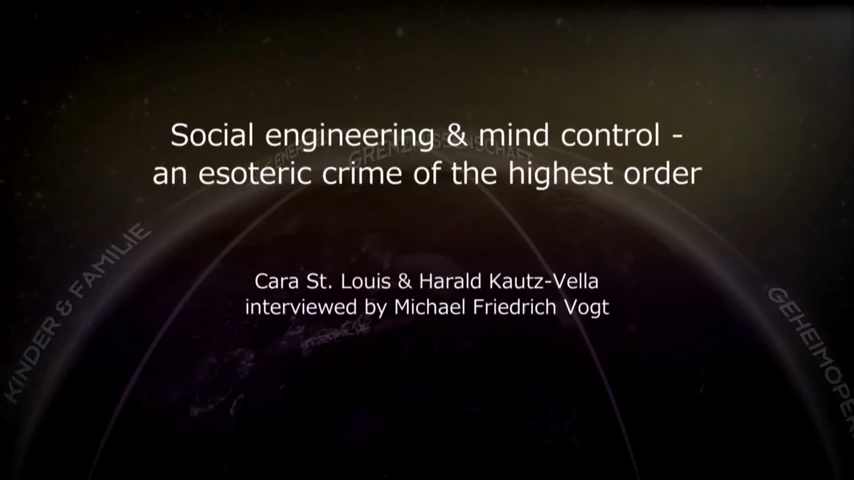 Social engineering & mind control -
an esoteric crime of the highest order
Cara St. Louis & Harald Kautz-Vella
interviewed by Michael Friedrich Vogt
KINDER & FAMILIE